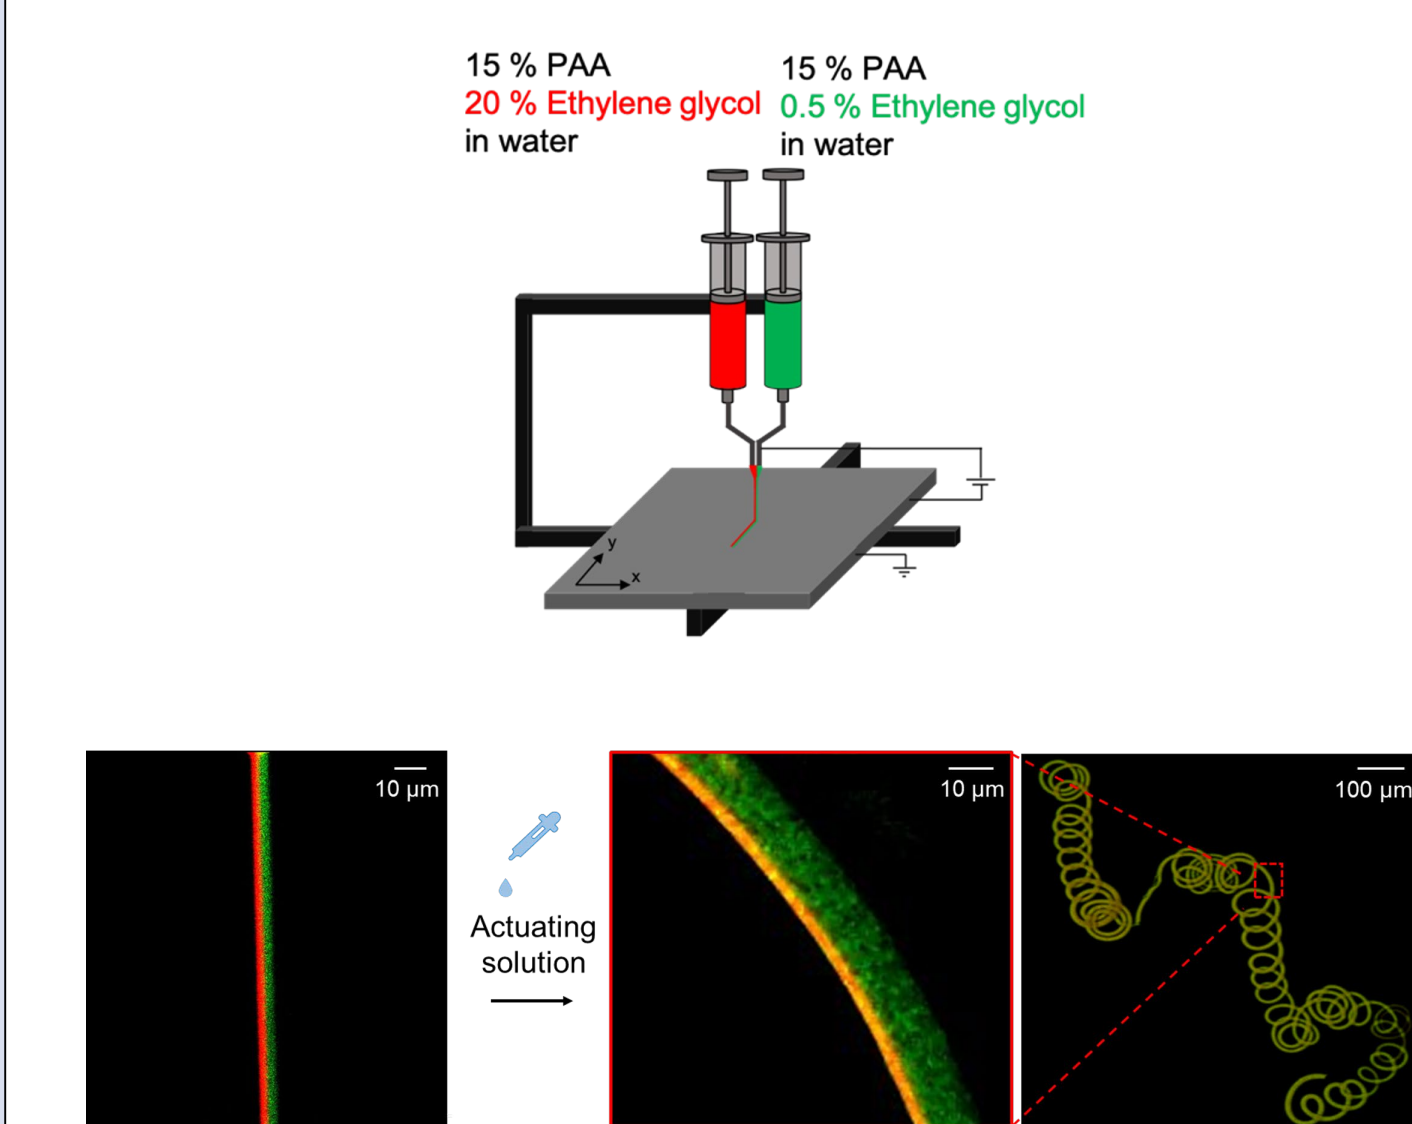 15 % PAA
20 % Ethylene glycol
in water
15 % PAA
0.5 % Ethylene glycol
in water
y
x
10 µm
Actuating
solution
10 µm
100 µm